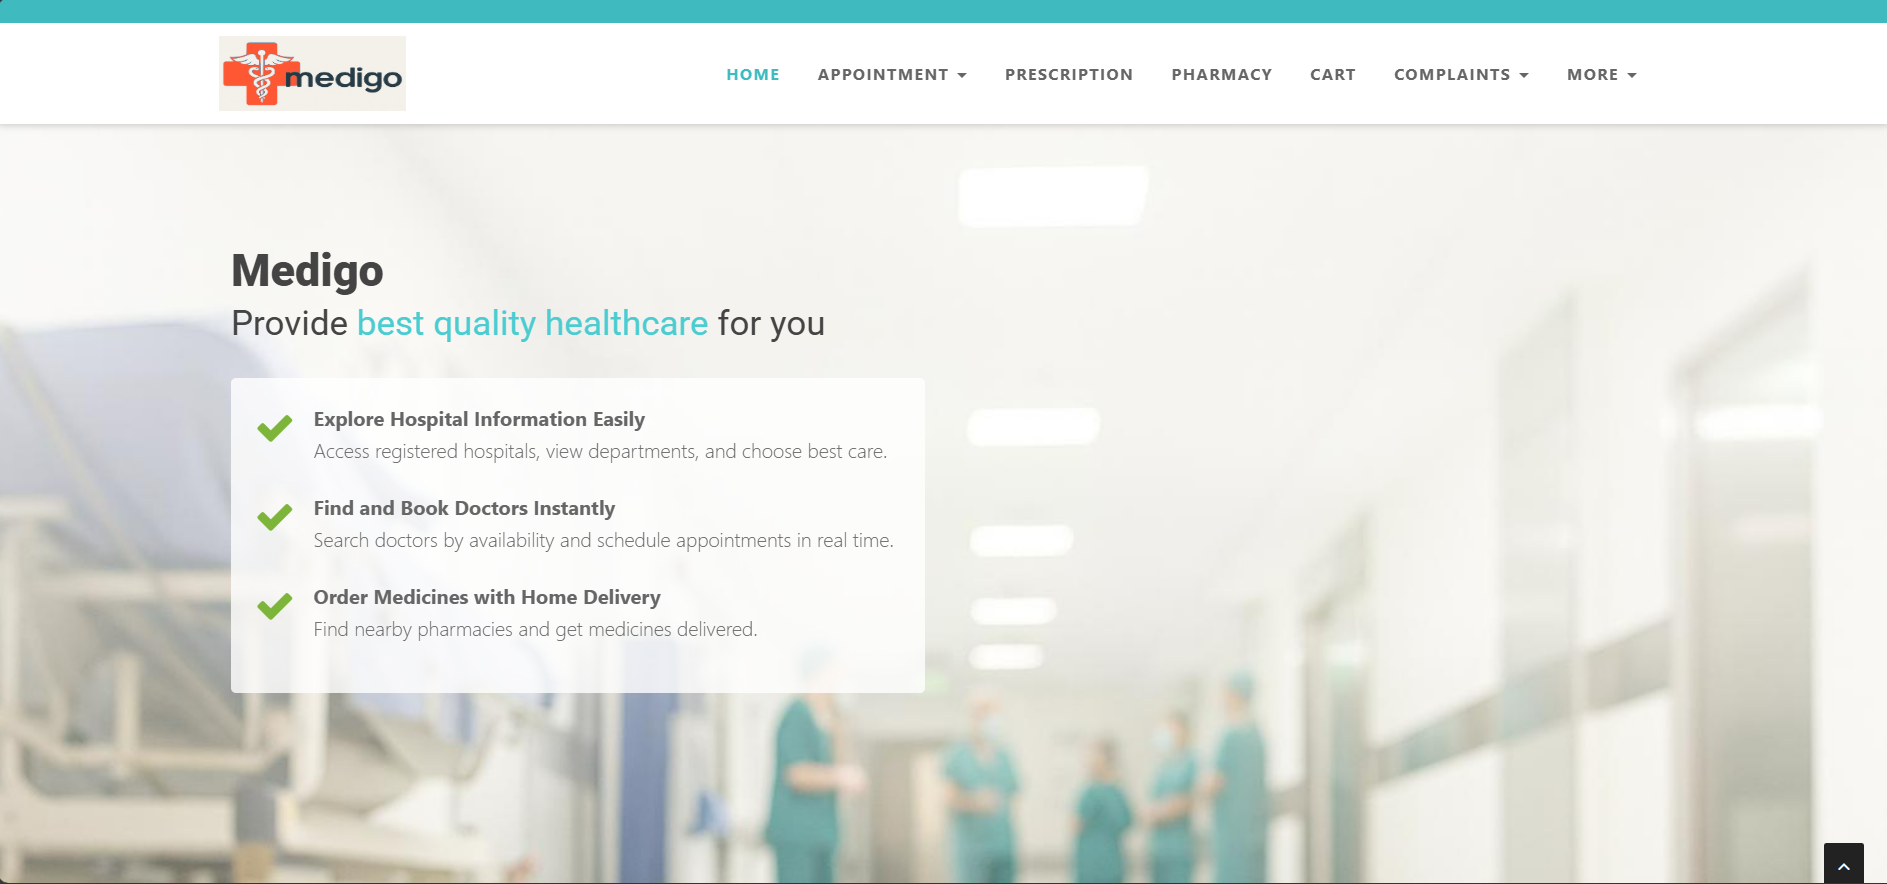 medigo
HOME APPOINTMENT PRESCRIPTION PHARMACY CART COMPLAINTS MORE
Medigo
Provide best quality healthcare for you
Explore Hospital Information Easily
Access registered hospitals, view departments, and choose best care.
Find and Book Doctors Instantly
Search doctors by availability and schedule appointments in real time.
Order Medicines with Home Delivery
Find nearby pharmacies and get medicines delivered.